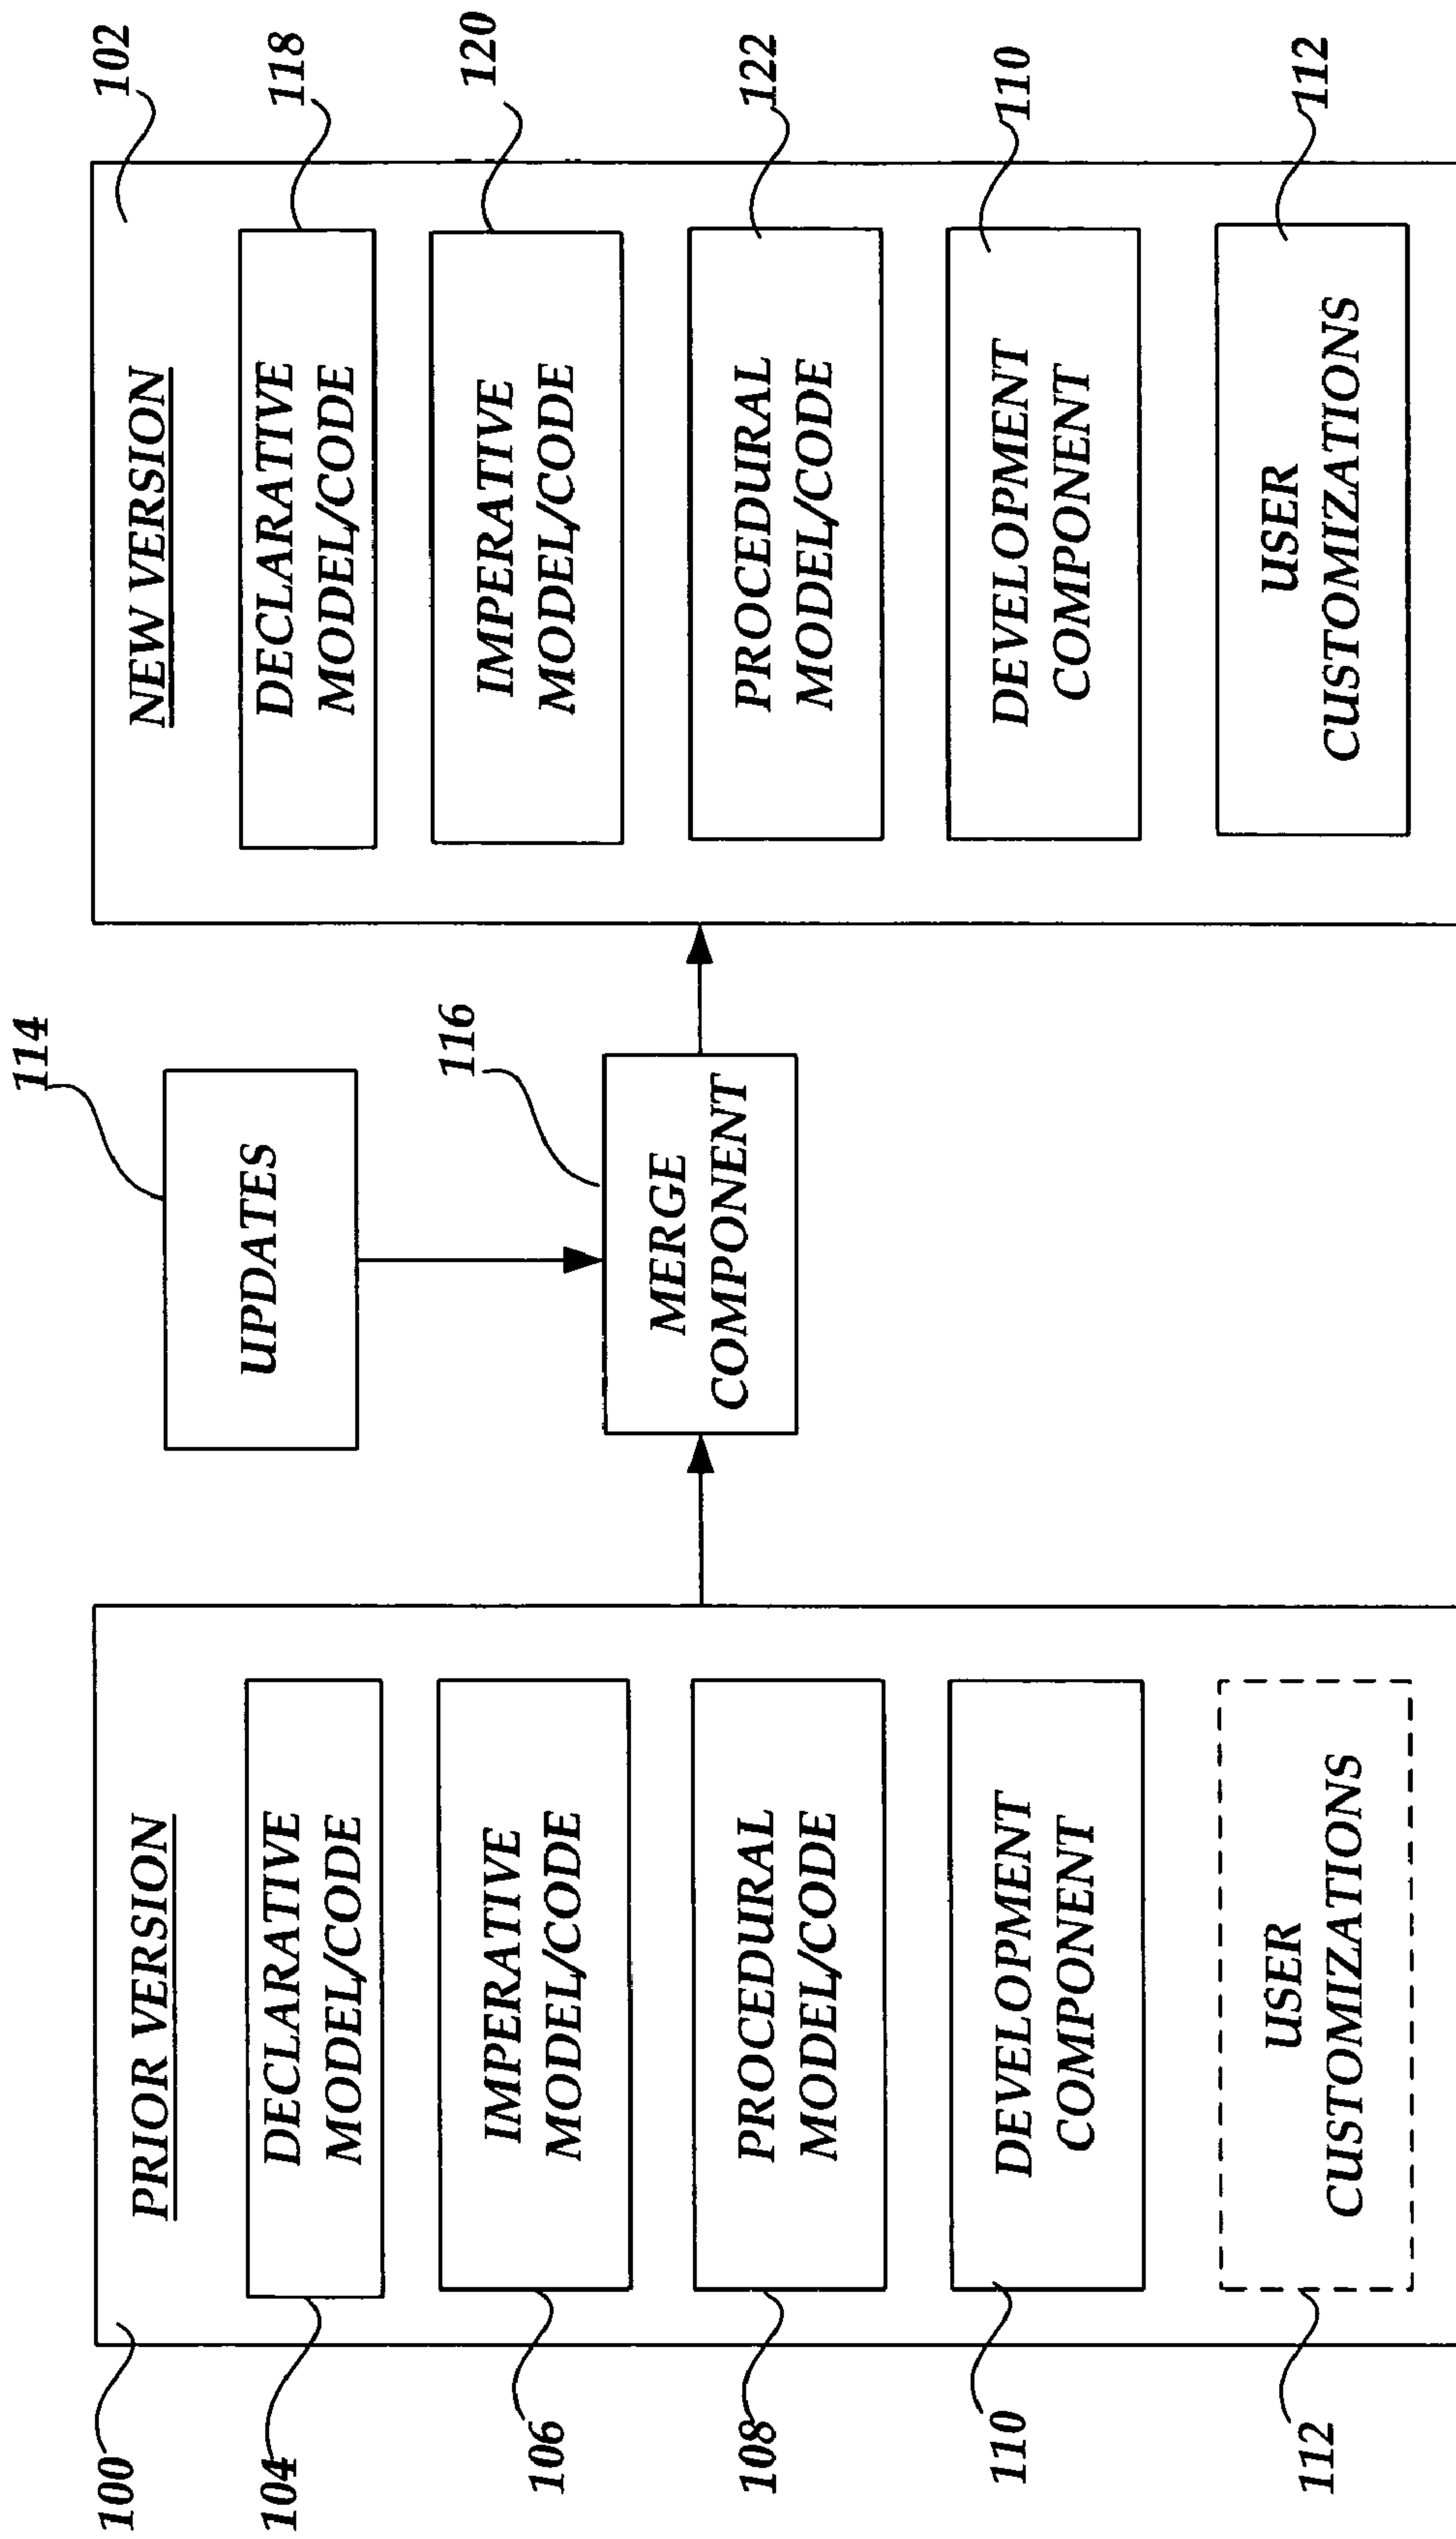 100
PRIOR VERSION
104
DECLARATIVE
MODEL/CODE
106
IMPERATIVE
MODEL/CODE
108
PROCEDURAL
MODEL/CODE
110
DEVELOPMENT
COMPONENT
112
USER
CUSTOMIZATIONS
114
UPDATES
116
MERGE
COMPONENT
102
NEW VERSION
118
DECLARATIVE
MODEL/CODE
120
IMPERATIVE
MODEL/CODE
122
PROCEDURAL
MODEL/CODE
110
DEVELOPMENT
COMPONENT
112
USER
CUSTOMIZATIONS